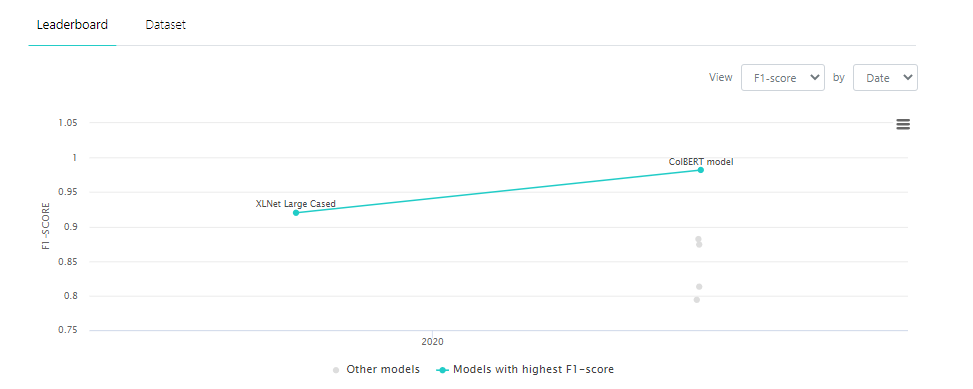 Leaderboard Dataset
View F1-score by Date
1.05
1
0.95
0.9
0.85
0.8
0.75
F1-SCORE
ColBERT model
XLNet Large Cased
2020
Other models Models with highest F1-score